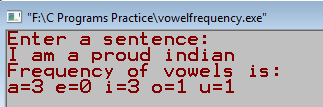 "F:\C Programs Practice\vowelfrequency.exe"
Enter a sentence:
I am a proud indian
Frequency of vowels is:
a=3 e=0 i=3 o=1 u=1